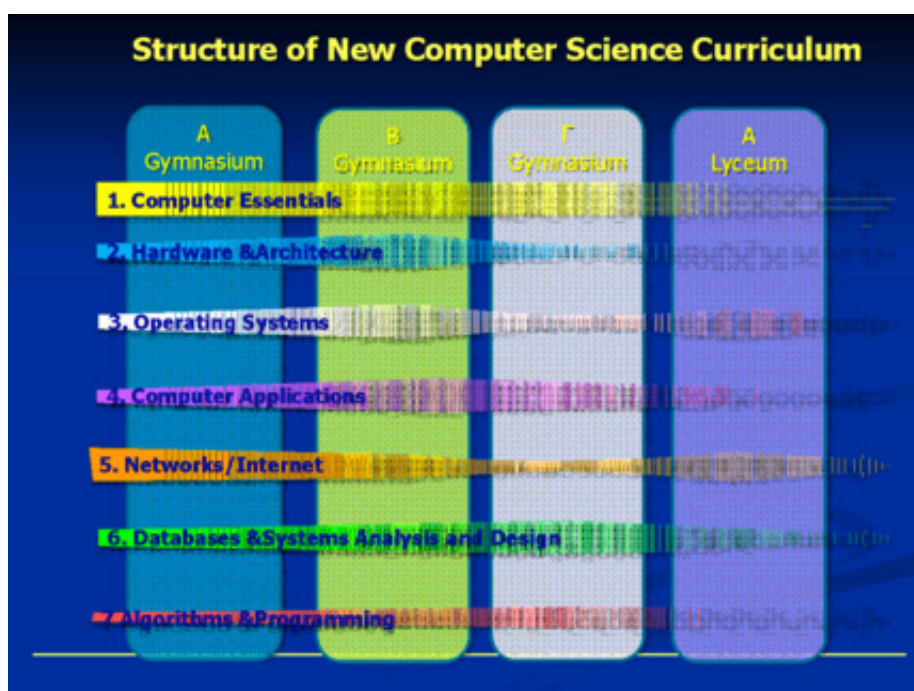 Structure of New Computer Science Curriculum
Α
Gymnasium
Β
Gymnasium
Γ
Gymnasium
Α
Lyceum
1. Computer Essentials
2. Hardware &Architecture
3. Operating Systems
4. Computer Applications
5. Networks/Internet
6. Databases &Systems Analysis and Design
7 Algorithms &Programming